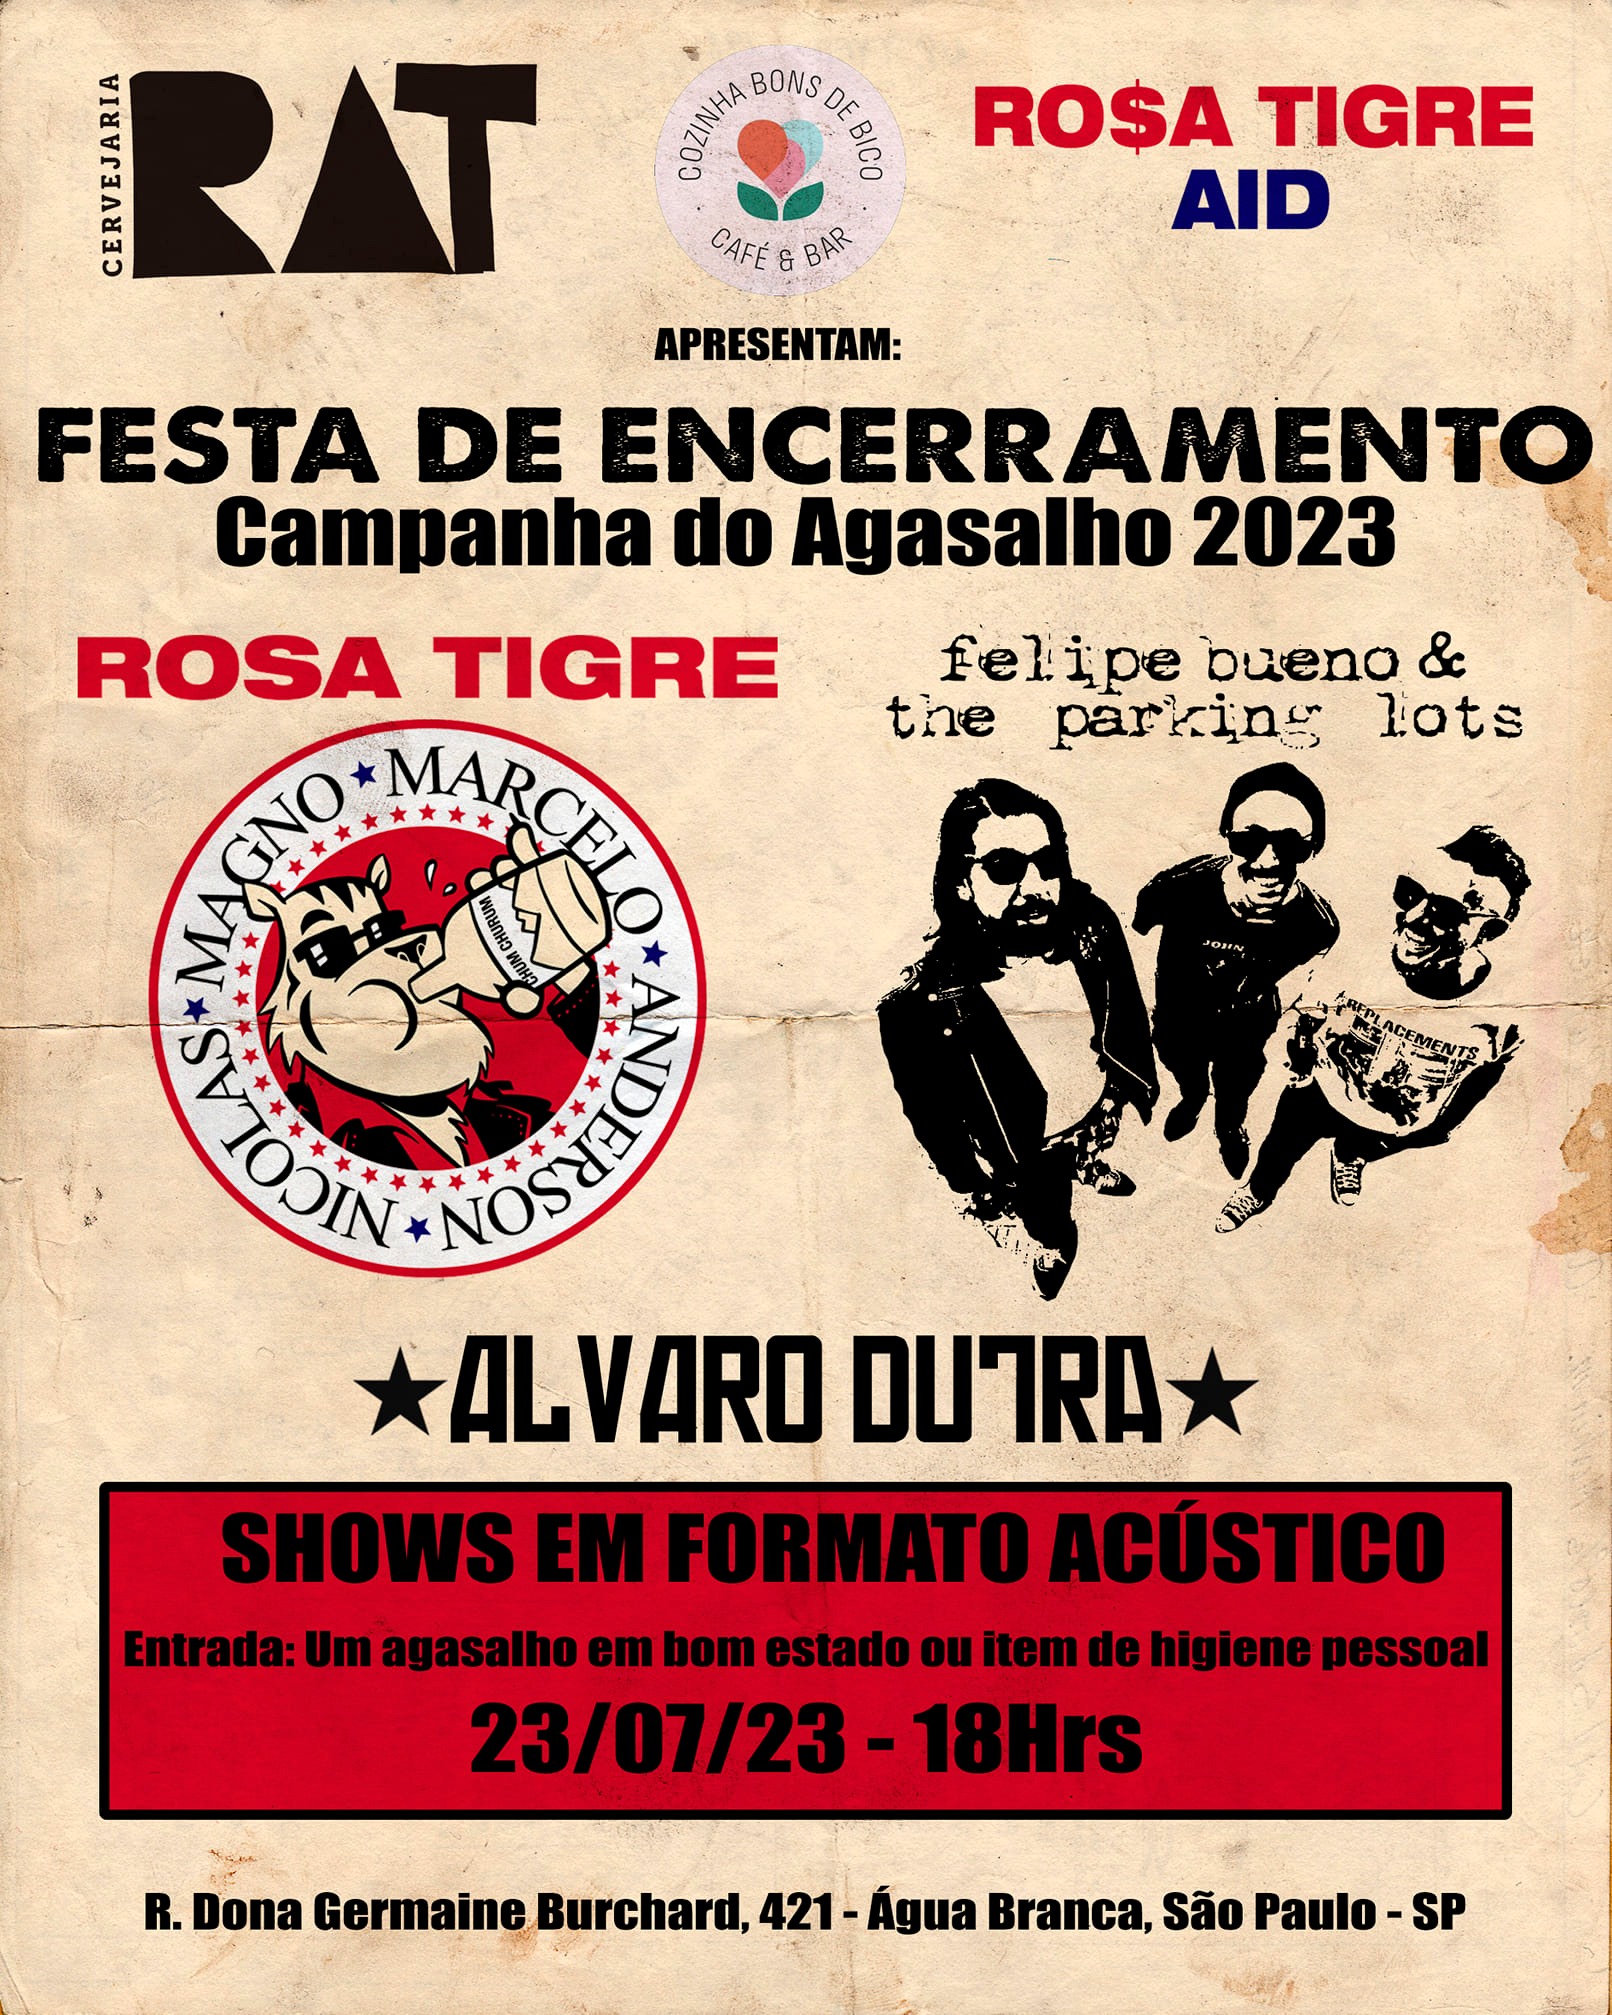 CERVEJARIA
RAT
COZINHA BONS DE BICO
CAFÉ & BAR
RO$A TIGRE
AID
APRESENTAM:
FESTA DE ENCERRAMENTO
Campanha do Agasalho 2023
ROSA TIGRE
NICOLAS ★ MAGNO ★ MARCELO ★ ANDERSON ★
CHUM CHURUM
felipe bueno &
the parking lots
JOHN
REPLACEMENTS
★ALVARO DUTRA★
SHOWS EM FORMATO ACÚSTICO
Entrada: Um agasalho em bom estado ou item de higiene pessoal
23/07/23 - 18Hrs
R. Dona Germaine Burchard, 421 - Água Branca, São Paulo - SP